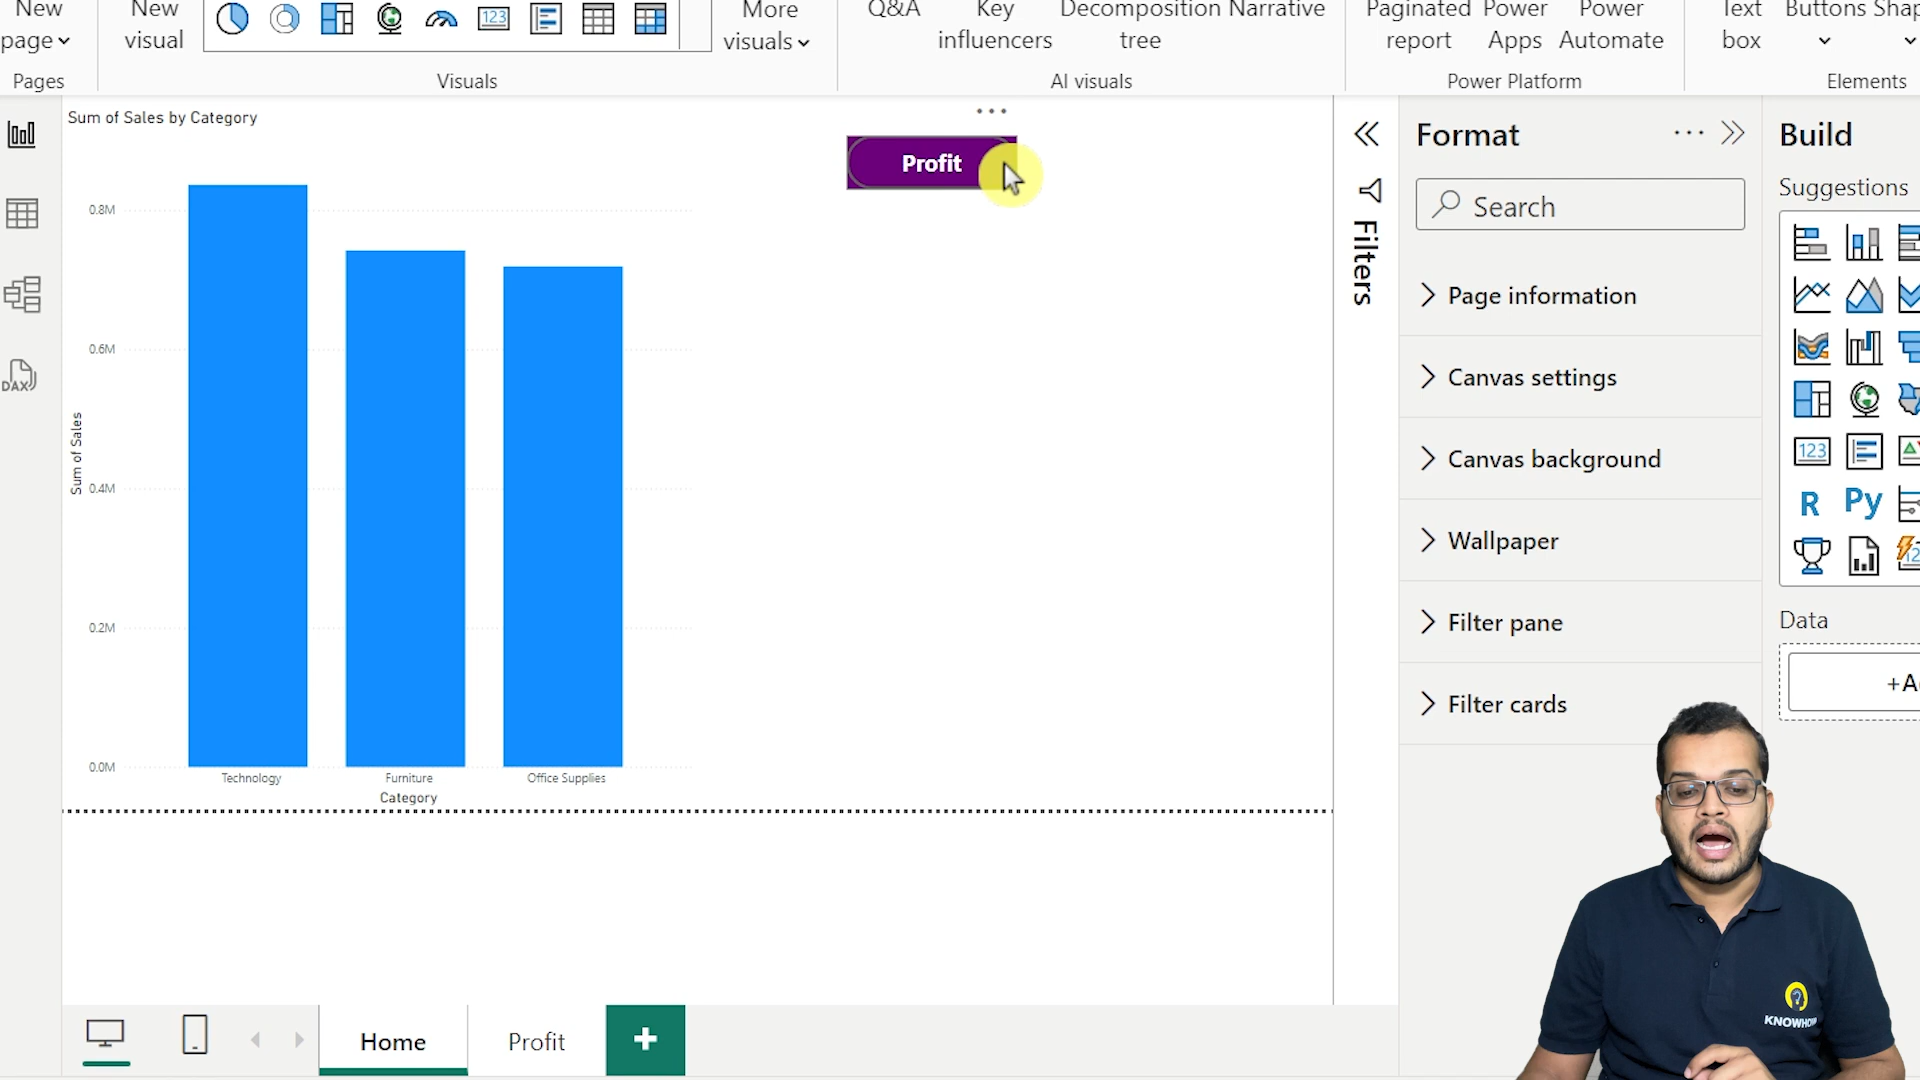 New
page
New
visual
123
More
visuals
Q&A
Key
influencers
Decomposition
tree
Narrative
Paginated
report
Power
Apps
Power
Automate
Text
box
Buttons
Pages
Visuals
AI visuals
Power Platform
Elements
Sum of Sales by Category
Profit
0.8M
0.6M
0.4M
0.2M
0.0M
Sum of Sales
Technology
Furniture
Office Supplies
Category
DAX
Filters
Format
Search
Page information
Canvas settings
Canvas background
Wallpaper
Filter pane
Filter cards
Build
Suggestions
123
R
Py
Data
Home
Profit